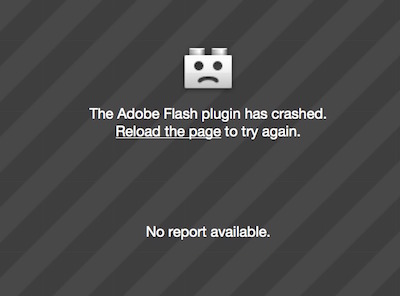 The Adobe Flash plugin has crashed.
Reload the page to try again.
No report available.